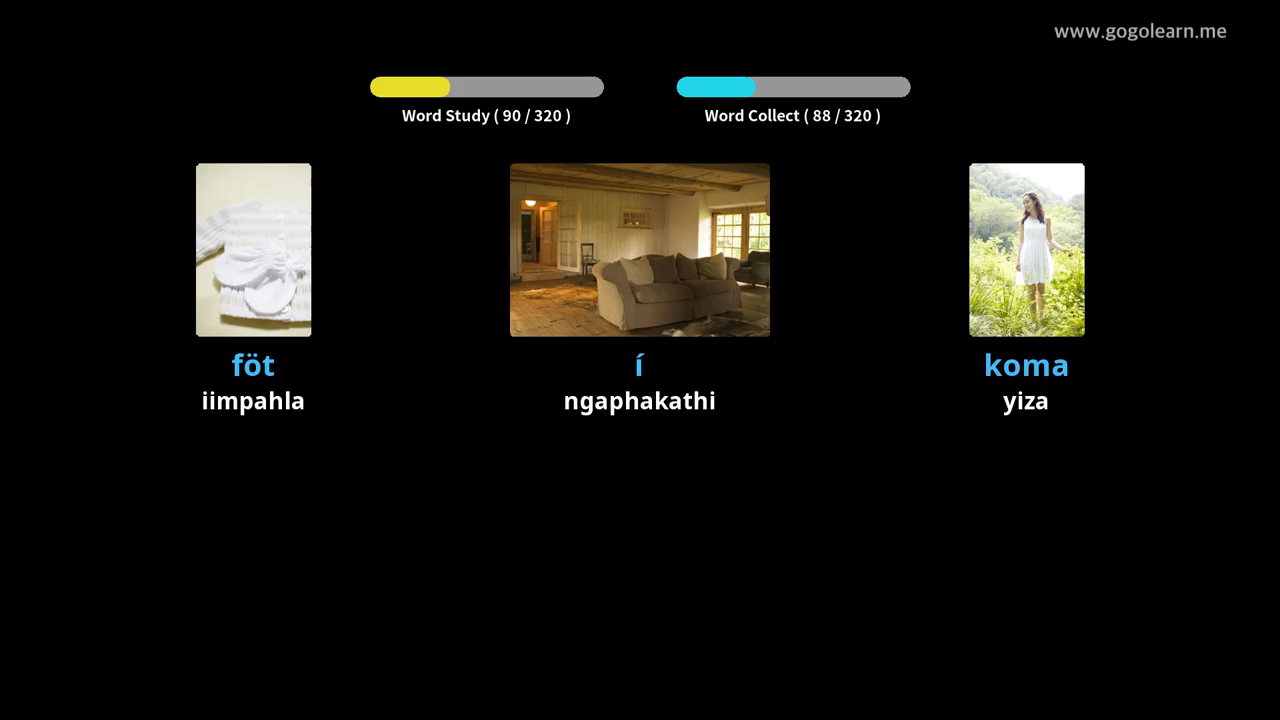 www.gogolearn.me
Word Study ( 90 / 320 )
Word Collect ( 88 / 320 )
föt
iimpahla
í
ngaphakathi
koma
yiza